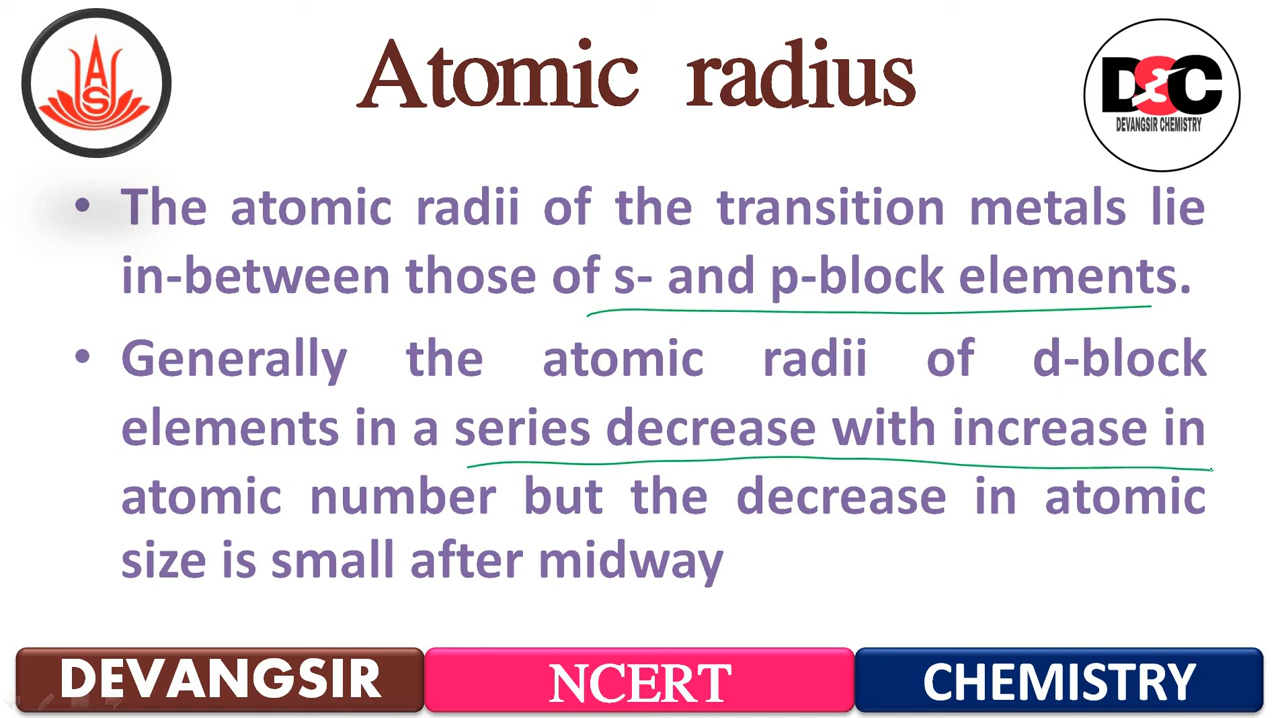 Atomic radius
AS
DSC
DEVANGSIR CHEMISTRY
• The atomic radii of the transition metals lie
in-between those of s- and p-block elements.
• Generally the atomic radii of d-block
elements in a series decrease with increase in
atomic number but the decrease in atomic
size is small after midway
DEVANGSIR
NCERT
CHEMISTRY